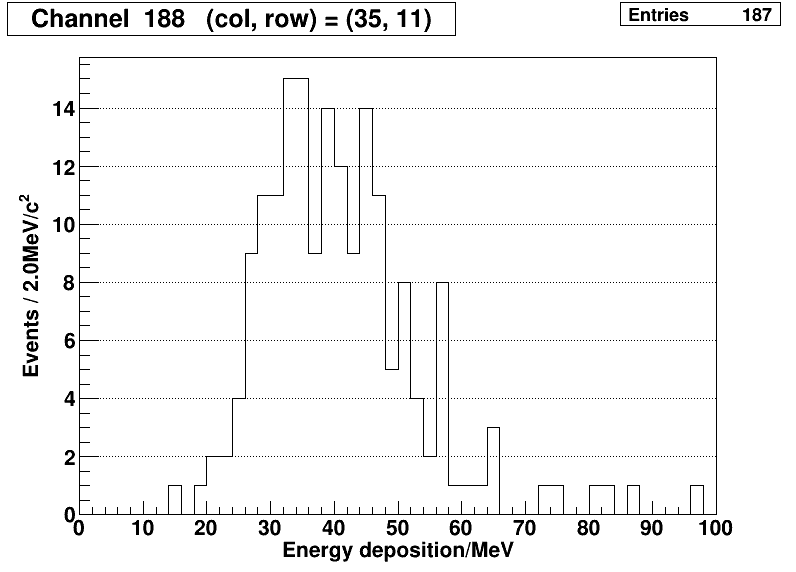 Channel 188 (col, row) = (35, 11)
Entries 187
Events / 2.0MeV/c²
14
12
10
8
6
4
2
0
0 10 20 30 40 50 60 70 80 90 100
Energy deposition/MeV